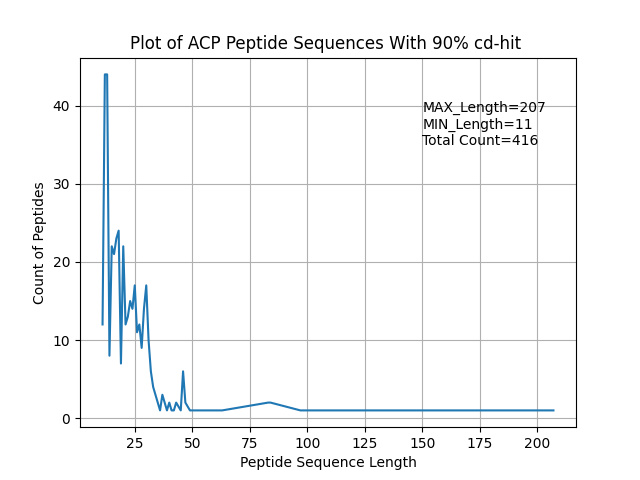 Plot of ACP Peptide Sequences With 90% cd-hit
MAX_Length=207
MIN_Length=11
Total Count=416
Count of Peptides
40
30
20
10
0
25 50 75 100 125 150 175 200
Peptide Sequence Length